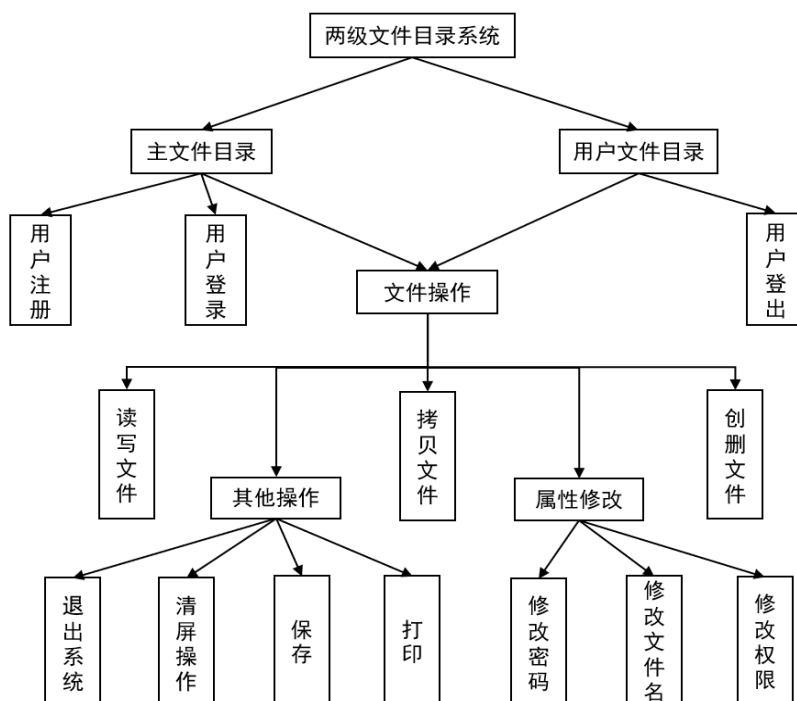 两级文件目录系统
主文件目录
用户文件目录
用户注册
用户登录
用户登出
文件操作
读写文件
拷贝文件
创删文件
其他操作
属性修改
退出系统
清屏操作
保存
打印
修改密码
修改文件名
修改权限